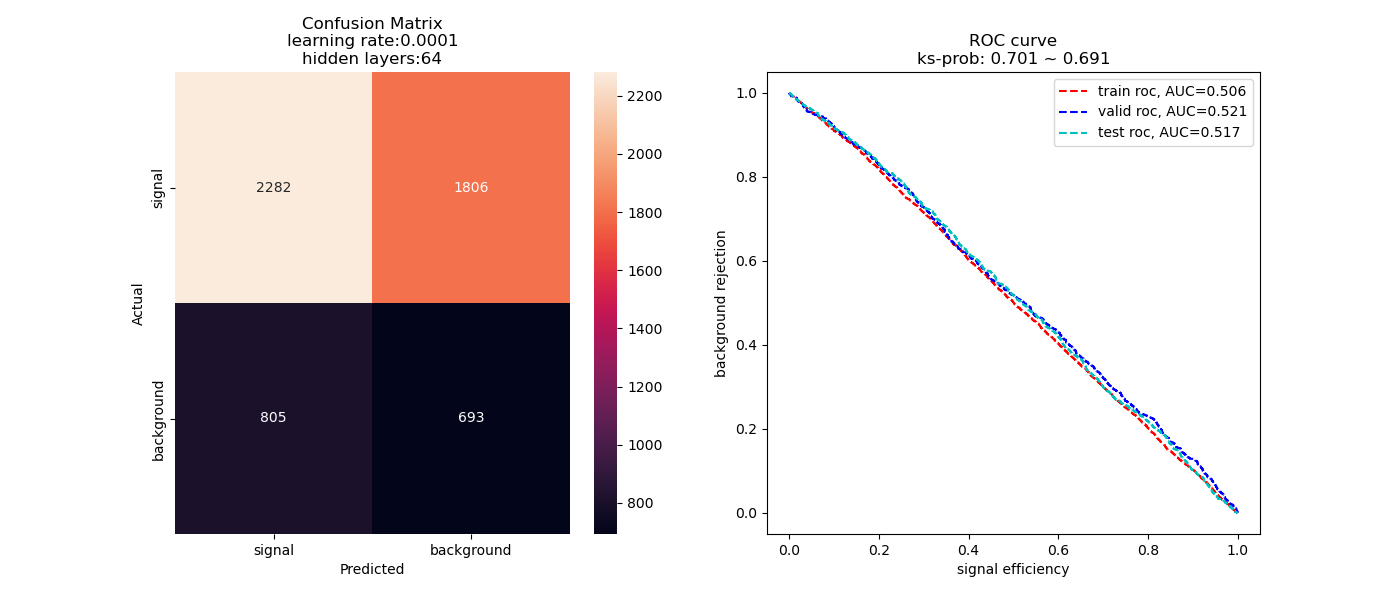 Confusion Matrix
learning rate:0.0001
hidden layers:64
signal
background
Actual
2282
1806
805
693
signal
background
Predicted
2200
2000
1800
1600
1400
1200
1000
800
ROC curve
ks-prob: 0.701 ~ 0.691
train roc, AUC=0.506
valid roc, AUC=0.521
test roc, AUC=0.517
background rejection
1.0
0.8
0.6
0.4
0.2
0.0
0.0
0.2
0.4
0.6
0.8
1.0
signal efficiency